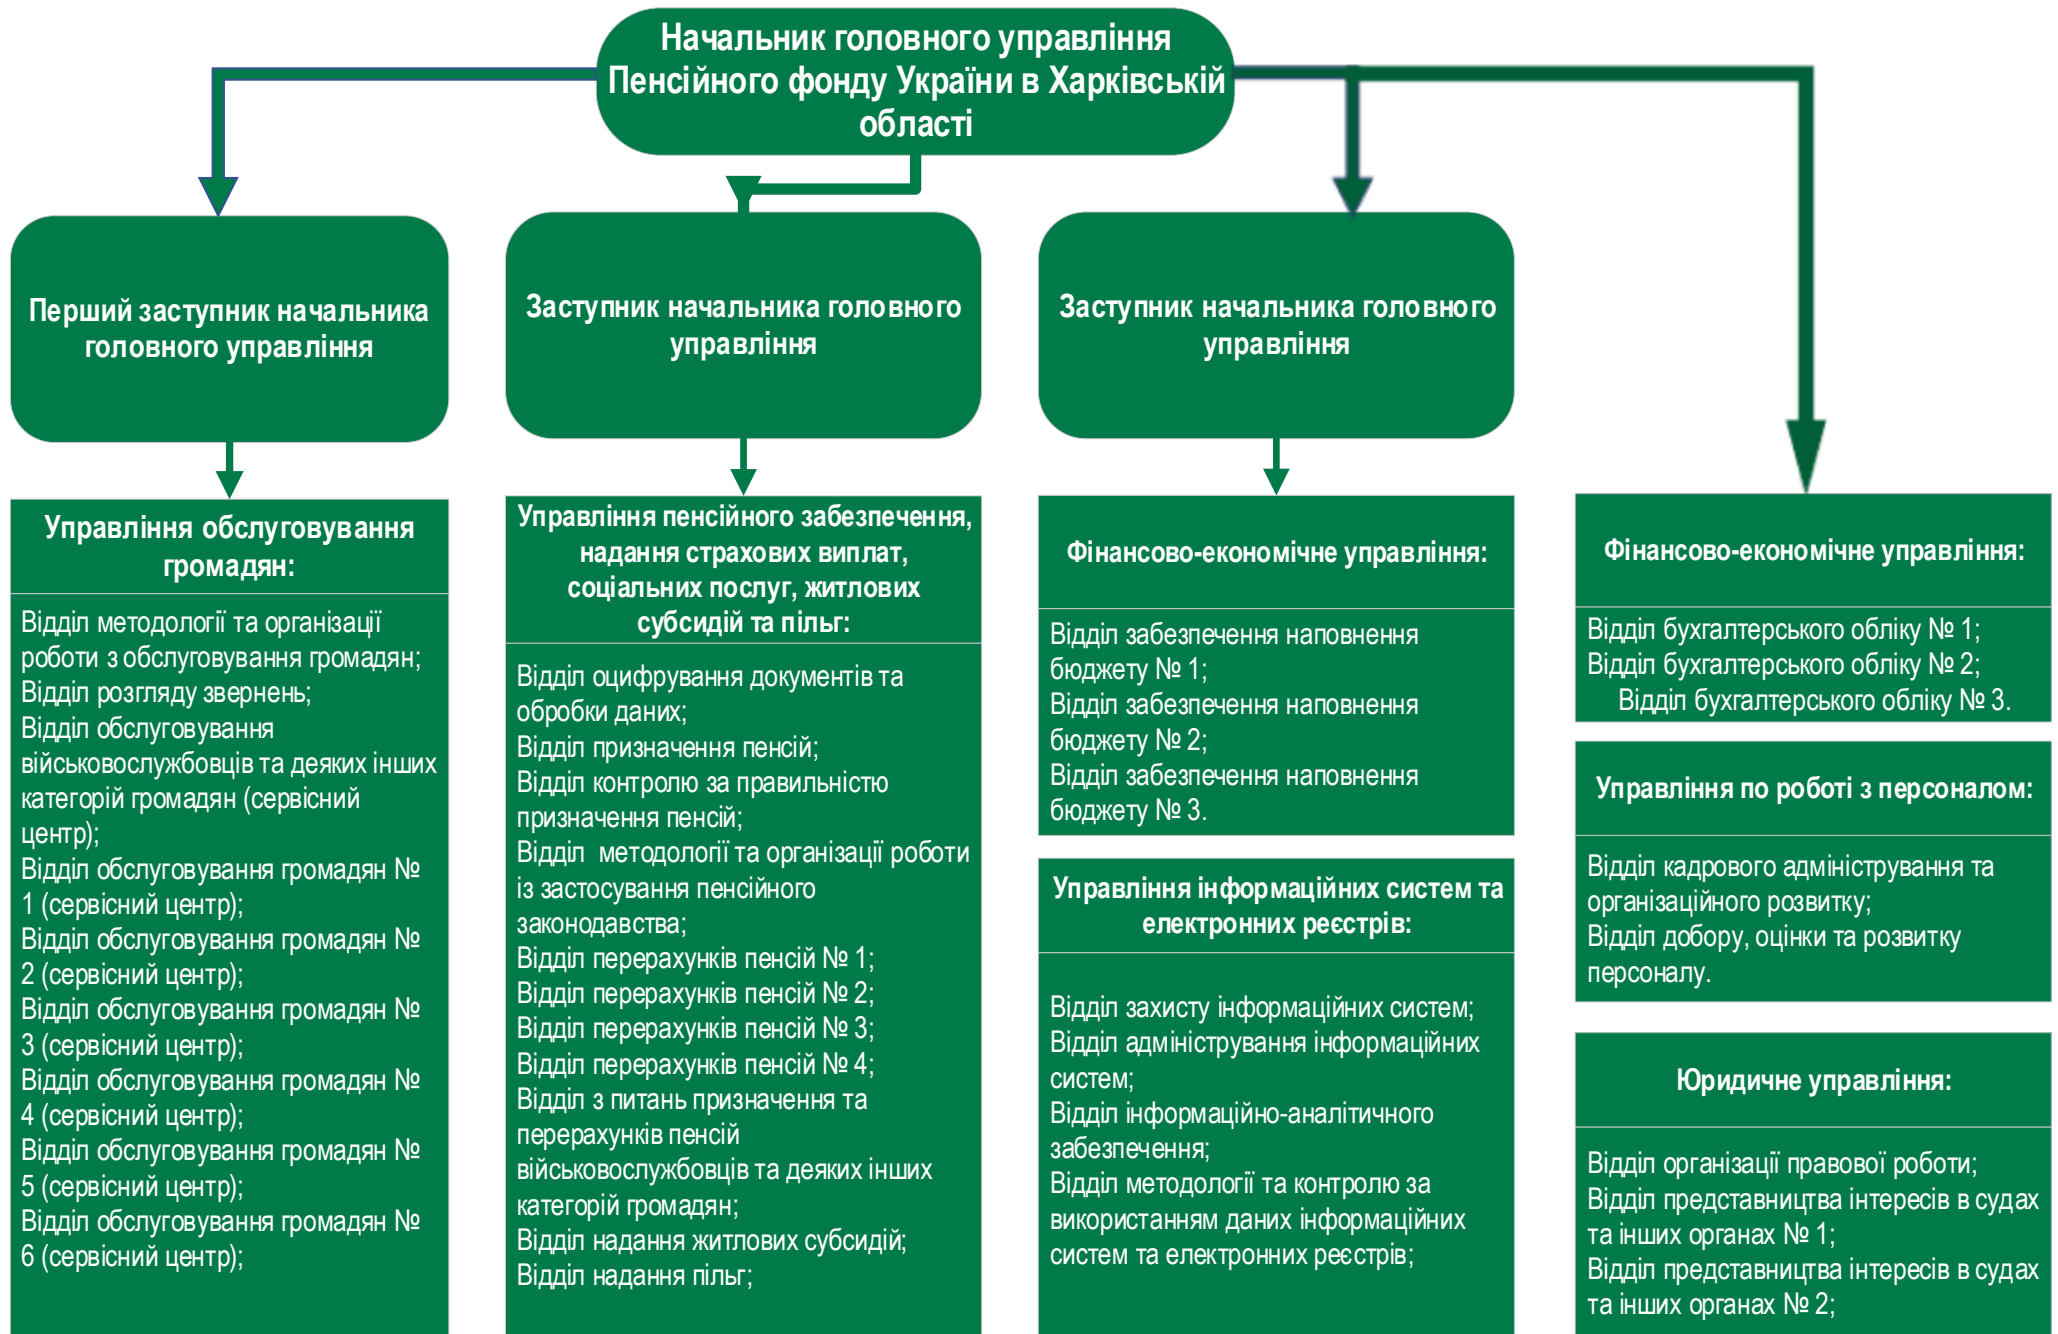 Начальник головного управління
Пенсійного фонду України в Харківській
області
Перший заступник начальника
головного управління
Заступник начальника головного
управління
Заступник начальника головного
управління
Управління обслуговування
громадян:
Відділ методології та організації
роботи з обслуговування громадян;
Відділ розгляду звернень;
Відділ обслуговування
військовослужбовців та деяких інших
категорій громадян (сервісний
центр);
Відділ обслуговування громадян №
1 (сервісний центр);
Відділ обслуговування громадян №
2 (сервісний центр);
Відділ обслуговування громадян №
3 (сервісний центр);
Відділ обслуговування громадян №
4 (сервісний центр);
Відділ обслуговування громадян №
5 (сервісний центр);
Відділ обслуговування громадян №
6 (сервісний центр);
Управління пенсійного забезпечення,
надання страхових виплат,
соціальних послуг, житлових
субсидій та пільг:
Відділ оцифрування документів та
обробки даних;
Відділ призначення пенсій;
Відділ контролю за правильністю
призначення пенсій;
Відділ методології та організації роботи
із застосування пенсійного
законодавства;
Відділ перерахунків пенсій № 1;
Відділ перерахунків пенсій № 2;
Відділ перерахунків пенсій № 3;
Відділ перерахунків пенсій № 4;
Відділ з питань призначення та
перерахунків пенсій
військовослужбовців та деяких інших
категорій громадян;
Відділ надання житлових субсидій;
Відділ надання пільг;
Фінансово-економічне управління:
Відділ забезпечення наповнення
бюджету № 1;
Відділ забезпечення наповнення
бюджету № 2;
Відділ забезпечення наповнення
бюджету № 3.
Управління інформаційних систем та
електронних реєстрів:
Відділ захисту інформаційних систем;
Відділ адміністрування інформаційних
систем;
Відділ інформаційно-аналітичного
забезпечення;
Відділ методології та контролю за
використанням даних інформаційних
систем та електронних реєстрів;
Фінансово-економічне управління:
Відділ бухгалтерського обліку № 1;
Відділ бухгалтерського обліку № 2;
Відділ бухгалтерського обліку № 3.
Управління по роботі з персоналом:
Відділ кадрового адміністрування та
організаційного розвитку;
Відділ добору, оцінки та розвитку
персоналу.
Юридичне управління:
Відділ організації правової роботи;
Відділ представництва інтересів в судах
та інших органах № 1;
Відділ представництва інтересів в судах
та інших органах № 2;